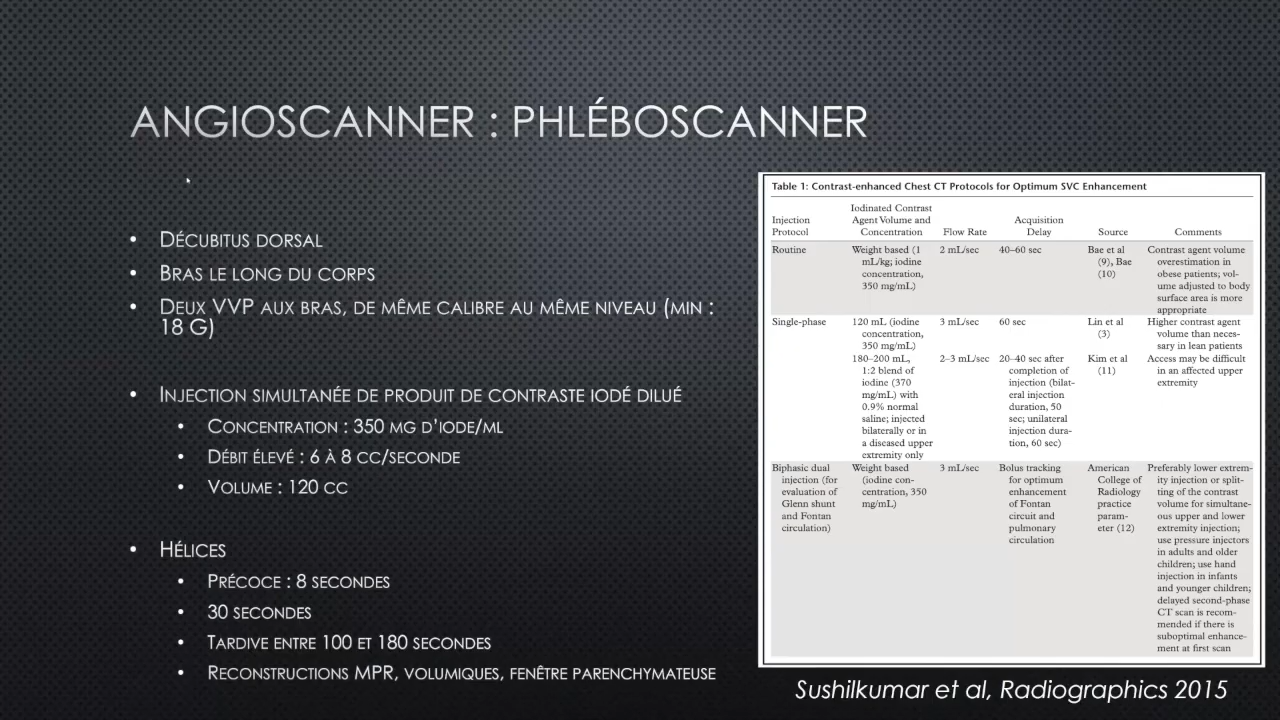 ANGIOSCANNER : PHLÉBOSCANNER
• DÉCUBITUS DORSAL
• BRAS LE LONG DU CORPS
• DEUX VVP AUX BRAS, DE MÊME CALIBRE AU MÊME NIVEAU (MIN :
18 G)
• INJECTION SIMULTANÉE DE PRODUIT DE CONTRASTE IODÉ DILUÉ
• CONCENTRATION : 350 MG D'IODE/ML
• DÉBIT ÉLEVÉ : 6 À 8 CC/SECONDE
• VOLUME : 120 CC
• HÉLICES
• PRÉCOCE : 8 SECONDES
• 30 SECONDES
• TARDIVE ENTRE 100 ET 180 SECONDES
• RECONSTRUCTIONS MPR, VOLUMIQUES, FENÊTRE PARENCHYMATEUSE
Table 1: Contrast-enhanced Chest CT Protocols for Optimum SVC Enhancement
Injection
Protocol
Iodinated Contrast
Agent Volume and
Concentration
Flow Rate
Acquisition
Delay
Source
Comments
Routine
Weight based (1
mL/kg; iodine
concentration,
350 mg/mL)
2 mL/sec
40–60 sec
Bae et al
(9), Bae
(10)
Contrast agent volume
overestimation in
obese patients; vol-
ume adjusted to body
surface area is more
appropriate
Single-phase
120 mL (iodine
concentration,
350 mg/mL)
3 mL/sec
60 sec
Lin et al
(3)
Higher contrast agent
volume than neces-
sary in lean patients
180–200 mL,
1:2 blend of
iodine (370
mg/mL) with
0.9% normal
saline; injected
bilaterally or in
a diseased upper
extremity only
2–3 mL/sec
20–40 sec after
completion of
injection (bilat-
eral injection
duration, 50
sec; unilateral
injection dura-
tion, 60 sec)
Kim et al
(11)
Access may be difficult
in an affected upper
extremity
Biphasic dual
injection (for
evaluation of
Glenn shunt
and Fontan
circulation)
Weight based
(iodine con-
centration, 350
mg/mL)
3 mL/sec
Bolus tracking
for optimum
enhancement
of Fontan
circuit and
pulmonary
circulation
American
College of
Radiology
practice
param-
eter (12)
Preferably lower extrem-
ity injection or split-
ting of the contrast
volume for simultane-
ous upper and lower
extremity injection;
use pressure injectors
in adults and older
children; use hand
injection in infants
and younger children;
delayed second-phase
CT scan is recom-
mended if there is
suboptimal enhance-
ment at first scan
Sushilkumar et al, Radiographics 2015